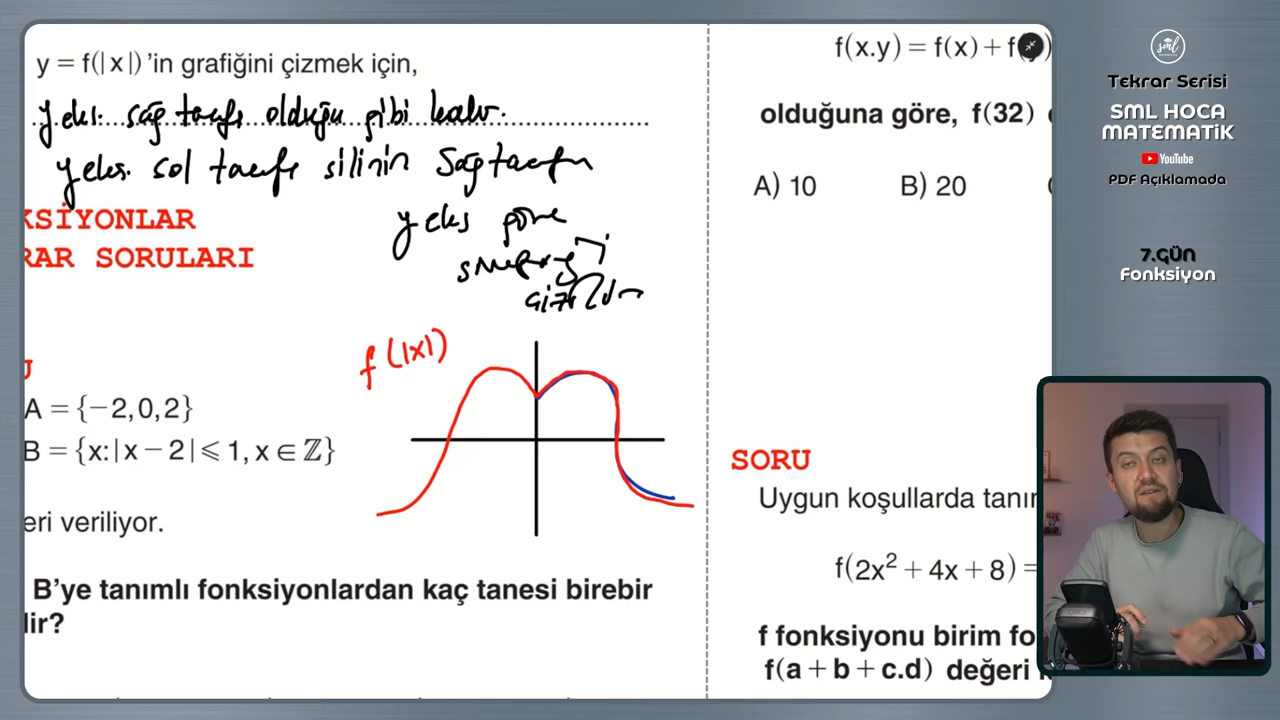 y = f(|x|) 'in grafiğini çizmek için,
y eks. sağ tarafı olduğu gibi kalır.
y eks. sol tarafı silinir sağ tarafın
y eks göre
simetriği
çizilir
KSİYONLAR
RAR SORULARI
f(|x|)
U
A = {−2,0,2}
B = {x:|x − 2| ⩽ 1, x ∈ ℤ}
eri veriliyor.
B'ye tanımlı fonksiyonlardan kaç tanesi birebir
lir?
f(x.y) = f(x) + f(
olduğuna göre, f(32)
A) 10 B) 20
SORU
Uygun koşullarda tanım
f(2x² + 4x + 8) =
f fonksiyonu birim fo
f(a + b + c.d) değeri
sml
Tekrar Serisi
SML HOCA
MATEMATİK
YouTube
PDF Açıklamada
7.GÜN
Fonksiyon